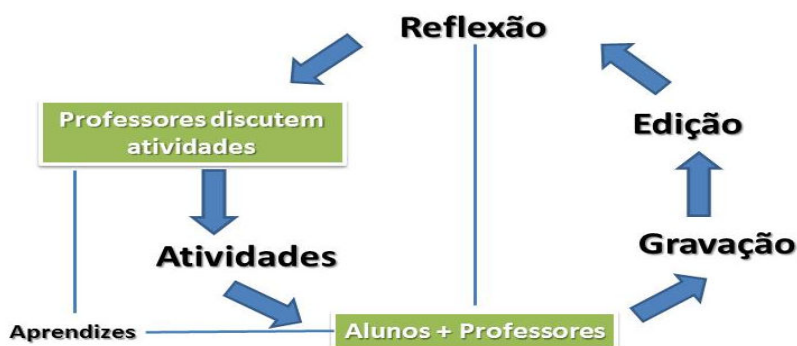 Reflexão
Professores discutem
atividades
Edição
Atividades
Gravação
Aprendizes
Alunos + Professores